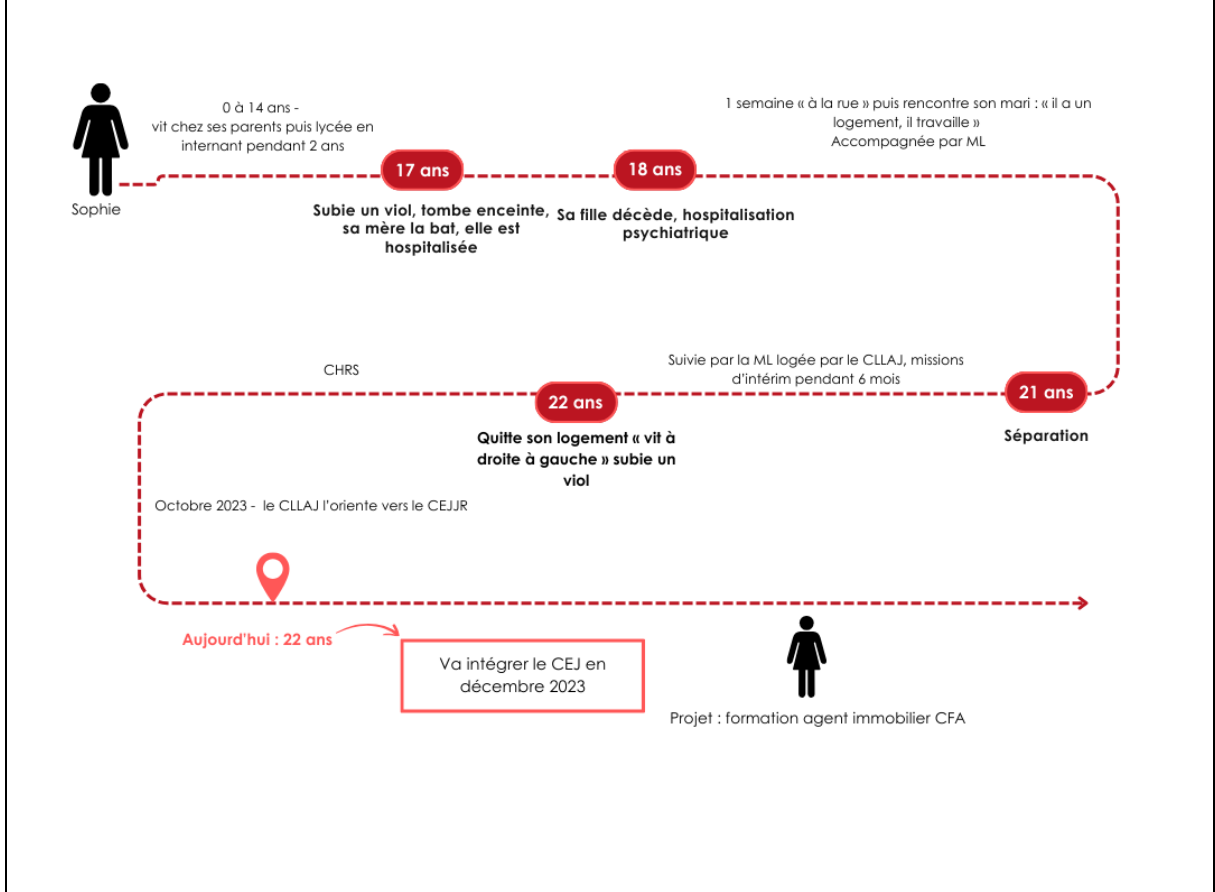 0 à 14 ans -
vit chez ses parents puis lycée en
internant pendant 2 ans
1 semaine « à la rue » puis rencontre son mari : « il a un
logement, il travaille »
Accompagnée par ML
17 ans
18 ans
Sophie
Subie un viol, tombe enceinte,
sa mère la bat, elle est
hospitalisée
Sa fille décède, hospitalisation
psychiatrique
CHRS
Suivie par la ML logée par le CLLAJ, missions
d'intérim pendant 6 mois
21 ans
22 ans
Séparation
Quitte son logement « vit à
droite à gauche » subie un
viol
Octobre 2023 - le CLLAJ l'oriente vers le CEJJR
Aujourd'hui : 22 ans
Va intégrer le CEJ en
décembre 2023
Projet : formation agent immobilier CFA